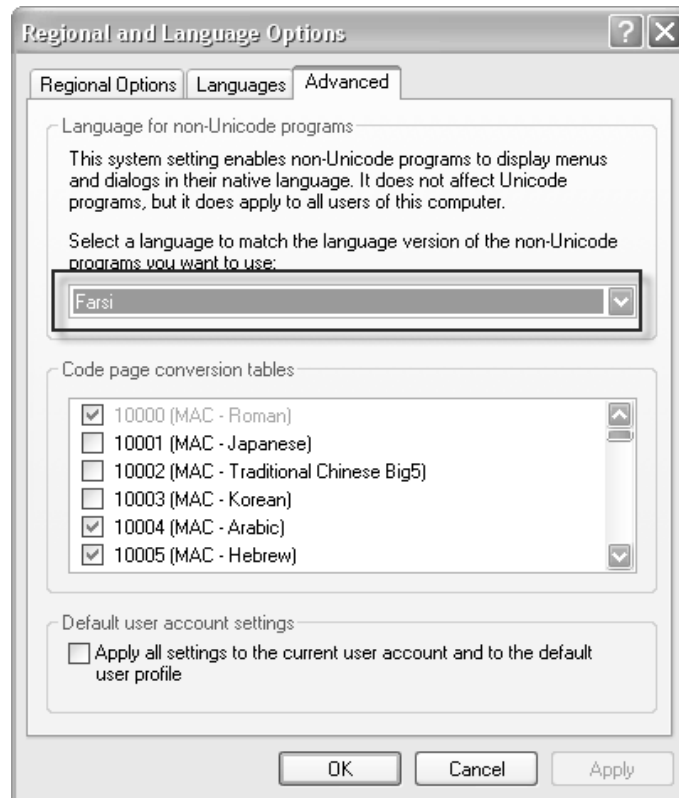 Regional and Language Options
Regional Options Languages Advanced
Language for non-Unicode programs
This system setting enables non-Unicode programs to display menus
and dialogs in their native language. It does not affect Unicode
programs, but it does apply to all users of this computer.
Select a language to match the language version of the non-Unicode
programs you want to use:
Farsi
Code page conversion tables
10000 (MAC - Roman)
10001 (MAC - Japanese)
10002 (MAC - Traditional Chinese Big5)
10003 (MAC - Korean)
10004 (MAC - Arabic)
10005 (MAC - Hebrew)
Default user account settings
Apply all settings to the current user account and to the default
user profile
OK Cancel Apply